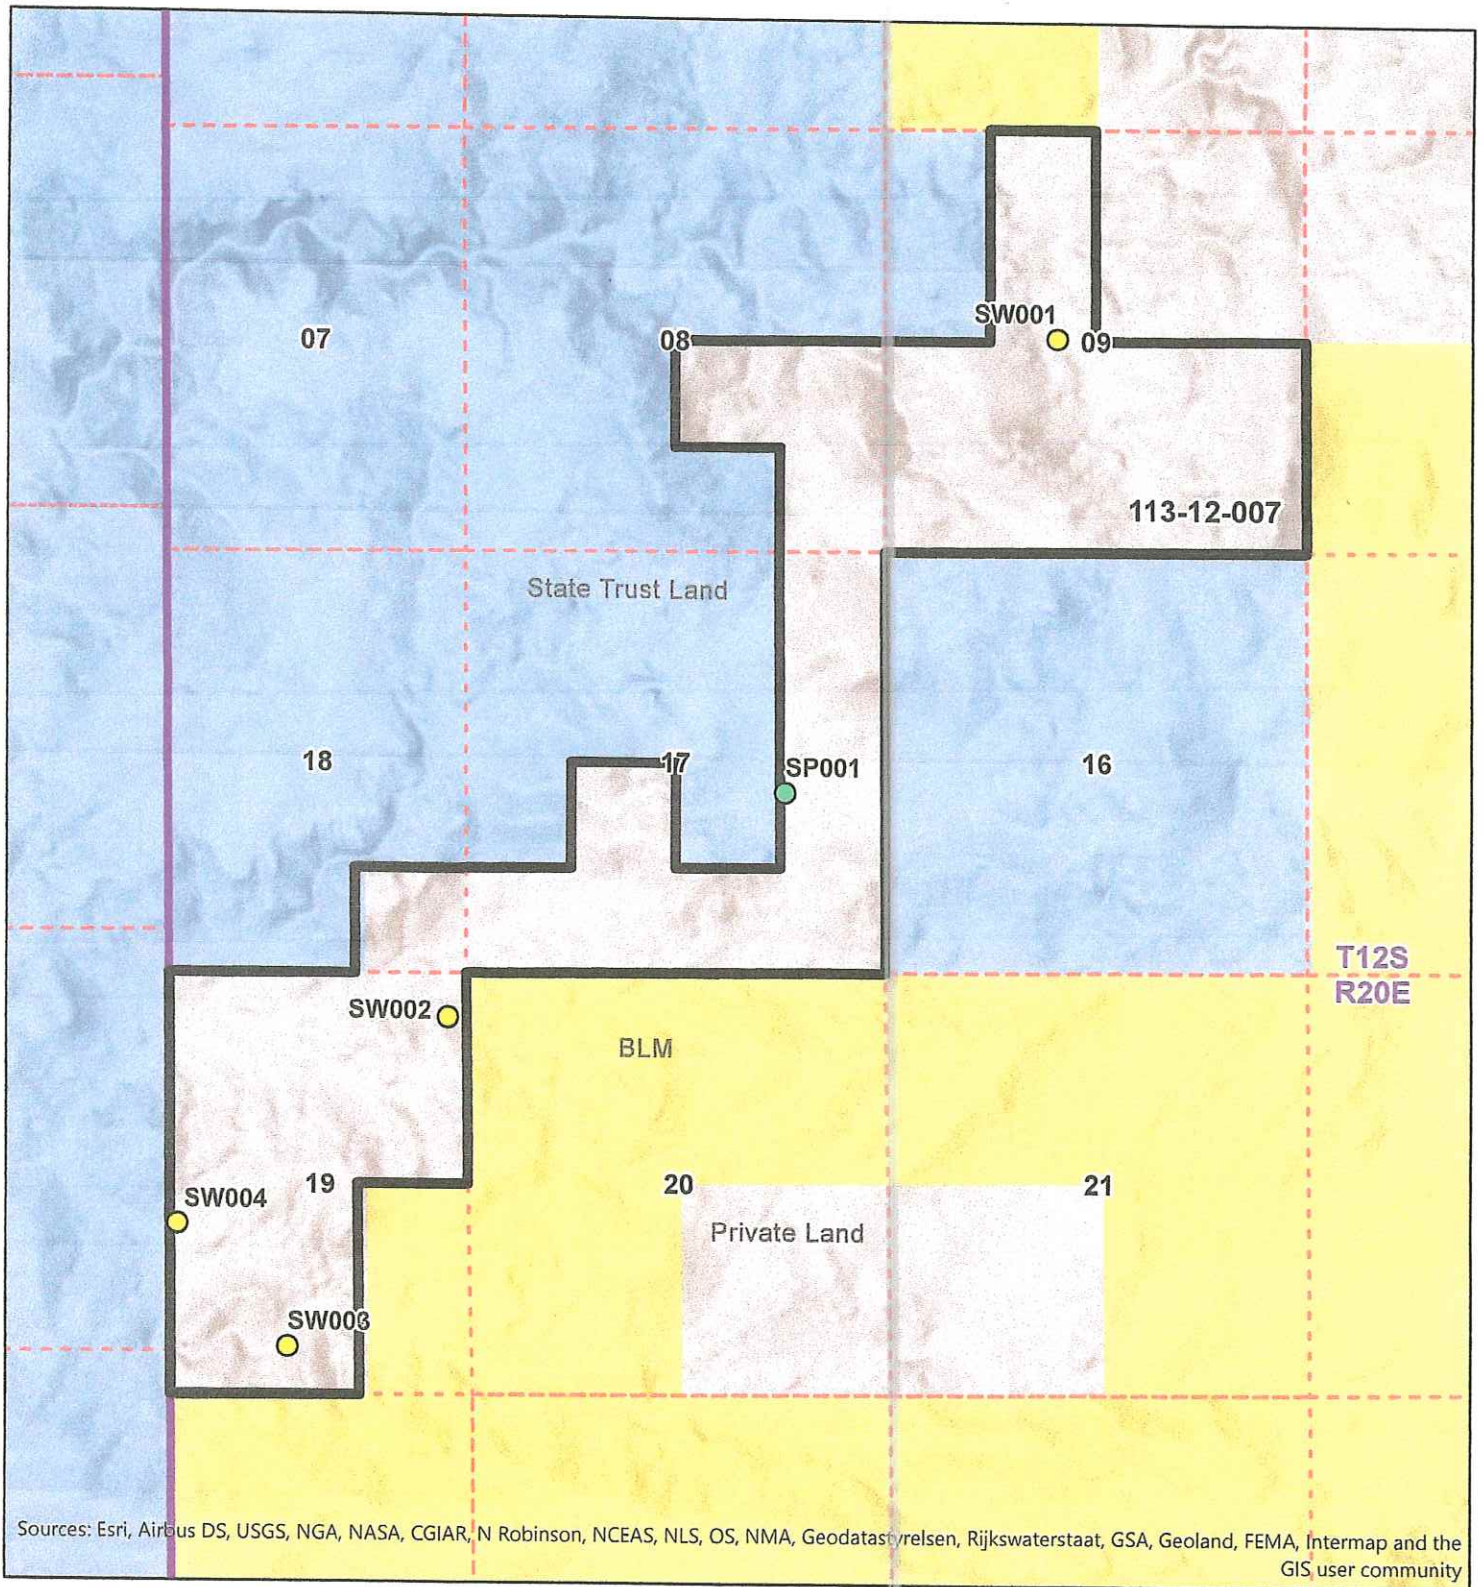 SW001
07
08
09
113-12-007
State Trust Land
18
17
SP001
16
T12S
R20E
SW002
BLM
19
20
21
SW004
Private Land
SW003
Sources: Esri, Airbus DS, USGS, NGA, NASA, CGIAR, N Robinson, NCEAS, NLS, OS, NMA, Geodatastyrelsen, Rijkswaterstaat, GSA, Geoland, FEMA, Intermap and the
GIS user community